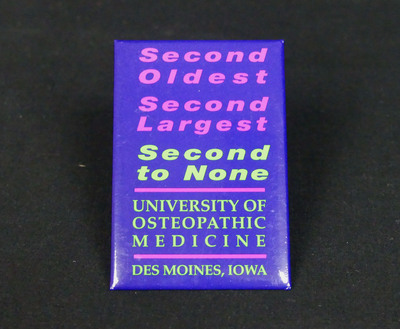 Second
Oldest
Second
Largest
Second
to None
UNIVERSITY OF
OSTEOPATHIC
MEDICINE
DES MOINES, IOWA